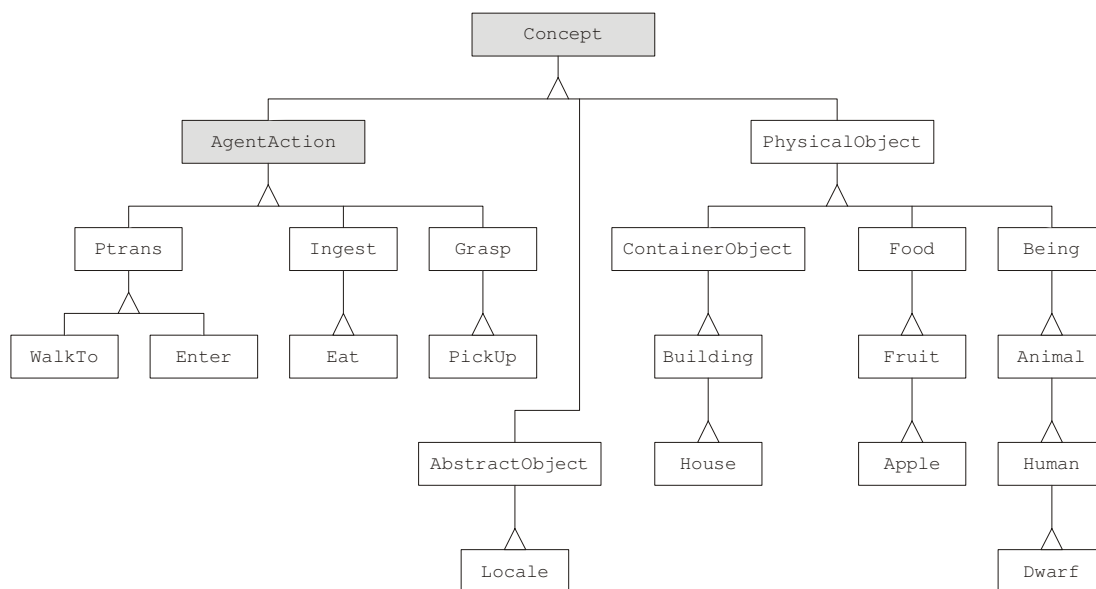 Concept
AgentAction
PhysicalObject
Ptrans
Ingest
Grasp
ContainerObject
Food
Being
WalkTo
Enter
Eat
PickUp
Building
Fruit
Animal
AbstractObject
House
Apple
Human
Locale
Dwarf